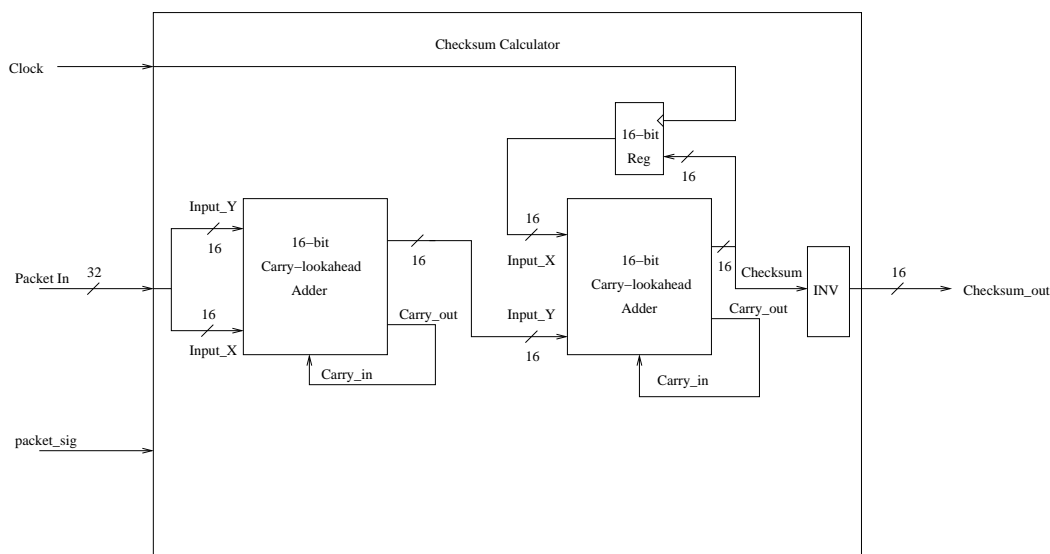 Checksum Calculator
Clock
16−bit
Reg
16
Input_Y
16
16−bit
Carry−lookahead
Adder
16
16
Input_X
16−bit
Carry−lookahead
Adder
16
Packet In
32
Checksum
INV
16
Checksum_out
16
Input_X
Carry_out
Input_Y
16
Carry_out
Carry_in
Carry_in
packet_sig